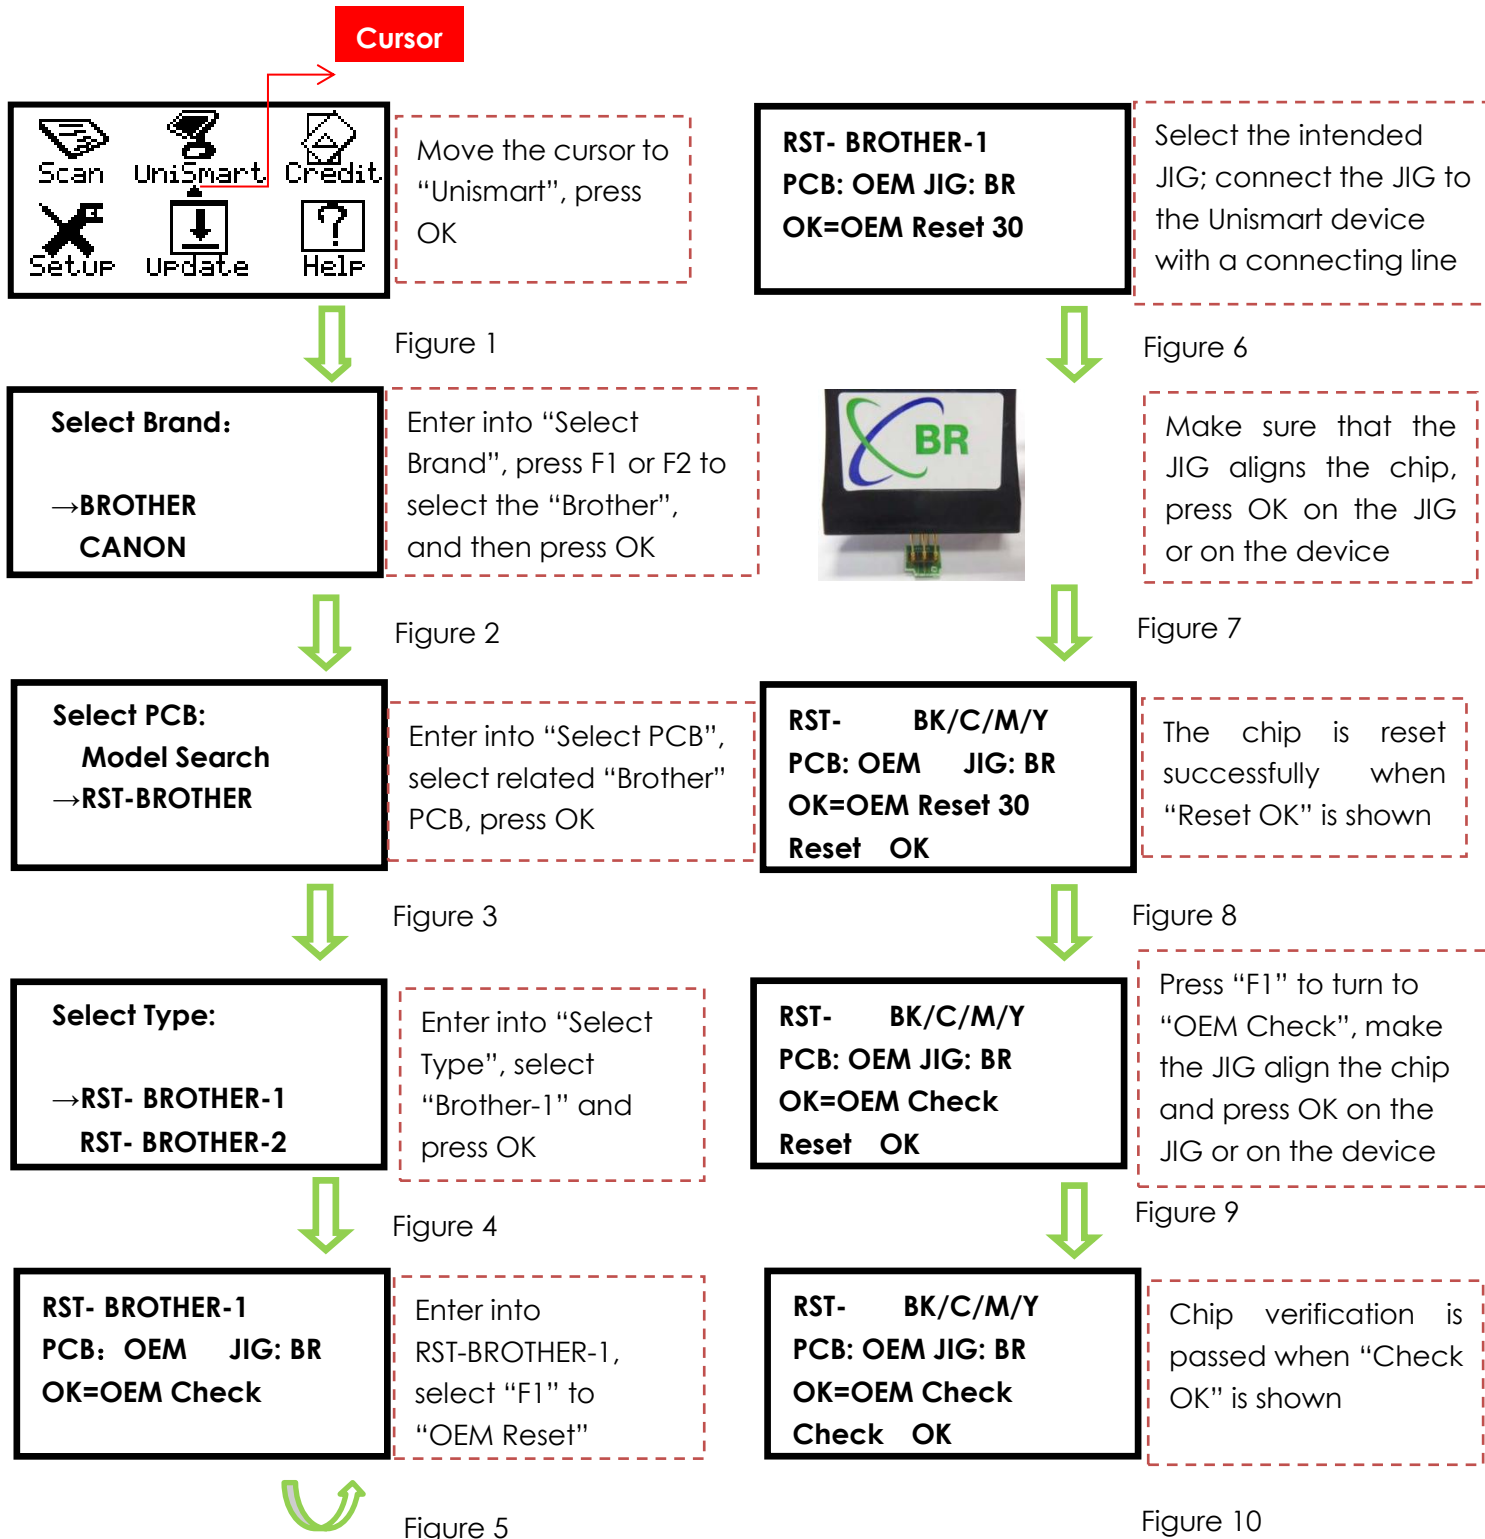 Cursor
Scan UniSmart Credit
Setup Update Help
Move the cursor to
“Unismart”, press
OK
Figure 1
Select Brand：
→BROTHER
CANON
Enter into “Select
Brand”, press F1 or F2 to
select the “Brother”,
and then press OK
Figure 2
Select PCB:
Model Search
→RST-BROTHER
Enter into “Select PCB”,
select related “Brother”
PCB, press OK
Figure 3
Select Type:
→RST- BROTHER-1
RST- BROTHER-2
Enter into “Select
Type”, select
“Brother-1” and
press OK
Figure 4
RST- BROTHER-1
PCB：OEM JIG: BR
OK=OEM Check
Enter into
RST-BROTHER-1,
select “F1” to
“OEM Reset”
Figure 5
RST- BROTHER-1
PCB: OEM JIG: BR
OK=OEM Reset 30
Select the intended
JIG; connect the JIG to
the Unismart device
with a connecting line
Figure 6
BR
Make sure that the
JIG aligns the chip,
press OK on the JIG
or on the device
Figure 7
RST- BK/C/M/Y
PCB: OEM JIG: BR
OK=OEM Reset 30
Reset OK
The chip is reset
successfully when
“Reset OK” is shown
Figure 8
RST- BK/C/M/Y
PCB: OEM JIG: BR
OK=OEM Check
Reset OK
Press “F1” to turn to
“OEM Check”, make
the JIG align the chip
and press OK on the
JIG or on the device
Figure 9
RST- BK/C/M/Y
PCB: OEM JIG: BR
OK=OEM Check
Check OK
Chip verification is
passed when “Check
OK” is shown
Figure 10